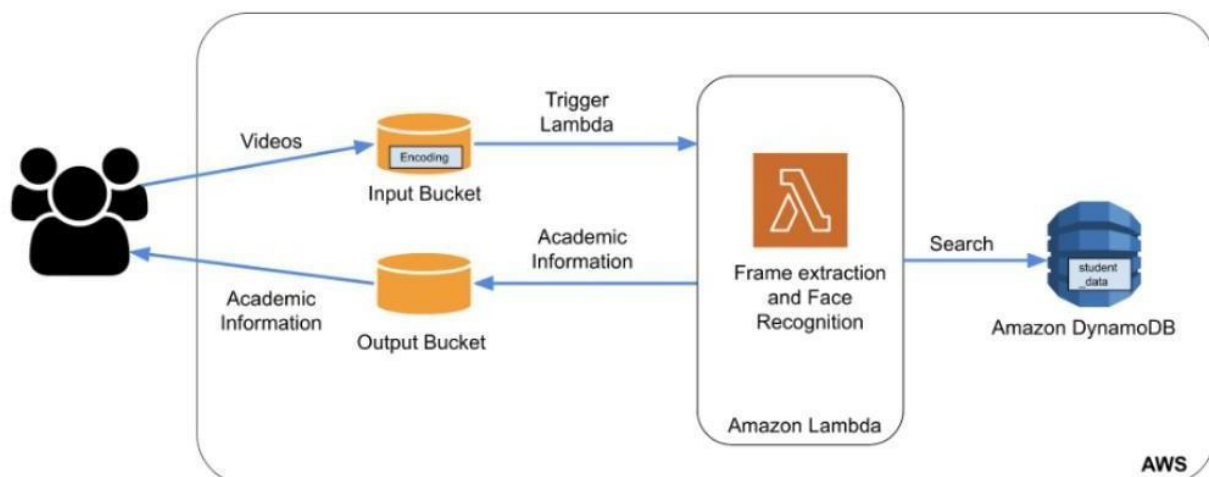 Videos
Encoding
Input Bucket
Trigger
Lambda
Academic
Information
Output Bucket
Academic
Information
Frame extraction
and Face
Recognition
Amazon Lambda
Search
student
_data
Amazon DynamoDB
AWS